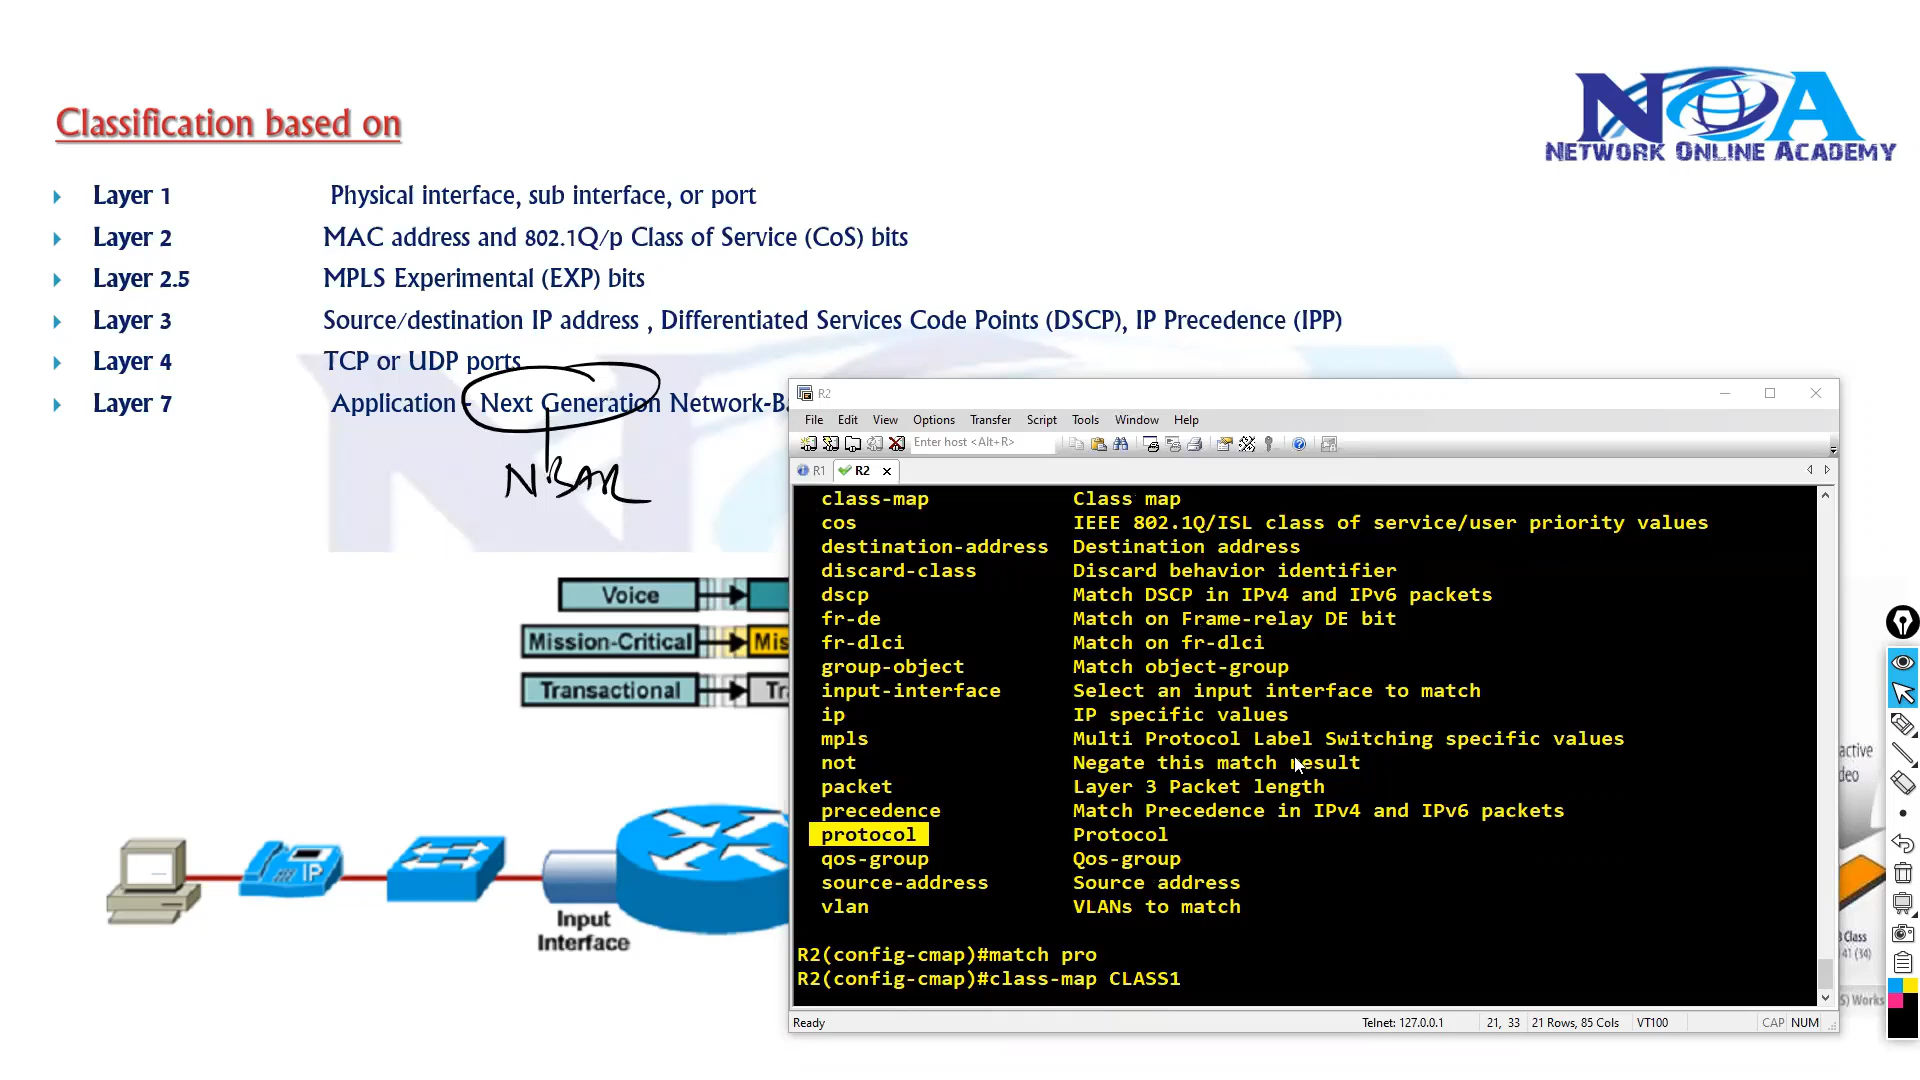 Classification based on
NOA
NETWORK ONLINE ACADEMY
Layer 1 Physical interface, sub interface, or port
Layer 2 MAC address and 802.1Q/p Class of Service (CoS) bits
Layer 2.5 MPLS Experimental (EXP) bits
Layer 3 Source/destination IP address , Differentiated Services Code Points (DSCP), IP Precedence (IPP)
Layer 4 TCP or UDP ports
Layer 7 Application - Next Generation Network-Ba
NBAR
Voice
Mission-Critical
Mis
Transactional
Tr
IP
Input
Interface
R2
File Edit View Options Transfer Script Tools Window Help
Enter host <Alt+R>
R1 R2
class-map Class map
cos IEEE 802.1Q/ISL class of service/user priority values
destination-address Destination address
discard-class Discard behavior identifier
dscp Match DSCP in IPv4 and IPv6 packets
fr-de Match on Frame-relay DE bit
fr-dlci Match on fr-dlci
group-object Match object-group
input-interface Select an input interface to match
ip IP specific values
mpls Multi Protocol Label Switching specific values
not Negate this match result
packet Layer 3 Packet length
precedence Match Precedence in IPv4 and IPv6 packets
protocol Protocol
qos-group Qos-group
source-address Source address
vlan VLANs to match
R2(config-cmap)#match pro
R2(config-cmap)#class-map CLASS1
Ready Telnet: 127.0.0.1 21, 33 21 Rows, 85 Cols VT100 CAP NUM
active
deo
Class
41 (34)
S) Works